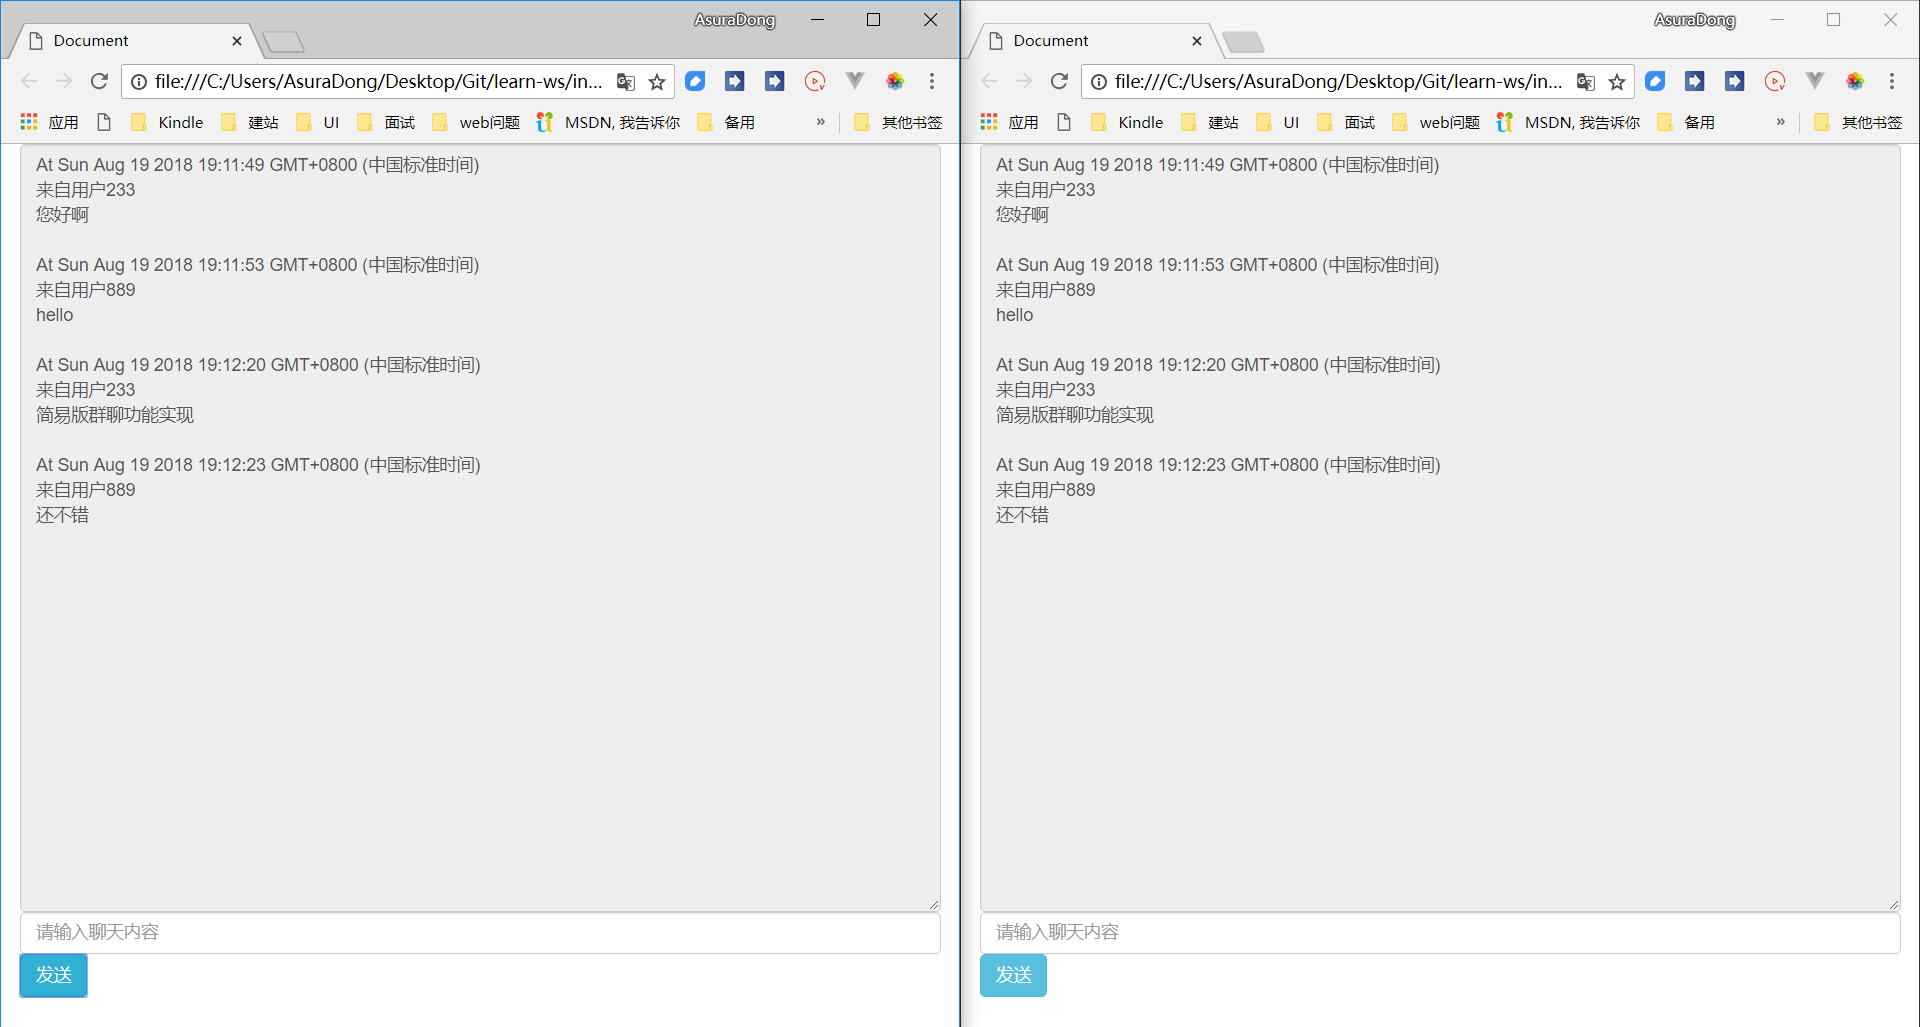 AsuraDong
Document
file:///C:/Users/AsuraDong/Desktop/Git/learn-ws/in...
应用 Kindle 建站 UI 面试 web问题 MSDN, 我告诉你 备用 » 其他书签
At Sun Aug 19 2018 19:11:49 GMT+0800 (中国标准时间)
来自用户233
您好啊
At Sun Aug 19 2018 19:11:53 GMT+0800 (中国标准时间)
来自用户889
hello
At Sun Aug 19 2018 19:12:20 GMT+0800 (中国标准时间)
来自用户233
简易版群聊功能实现
At Sun Aug 19 2018 19:12:23 GMT+0800 (中国标准时间)
来自用户889
还不错
请输入聊天内容
发送
AsuraDong
Document
file:///C:/Users/AsuraDong/Desktop/Git/learn-ws/in...
应用 Kindle 建站 UI 面试 web问题 MSDN, 我告诉你 备用 » 其他书签
At Sun Aug 19 2018 19:11:49 GMT+0800 (中国标准时间)
来自用户233
您好啊
At Sun Aug 19 2018 19:11:53 GMT+0800 (中国标准时间)
来自用户889
hello
At Sun Aug 19 2018 19:12:20 GMT+0800 (中国标准时间)
来自用户233
简易版群聊功能实现
At Sun Aug 19 2018 19:12:23 GMT+0800 (中国标准时间)
来自用户889
还不错
请输入聊天内容
发送